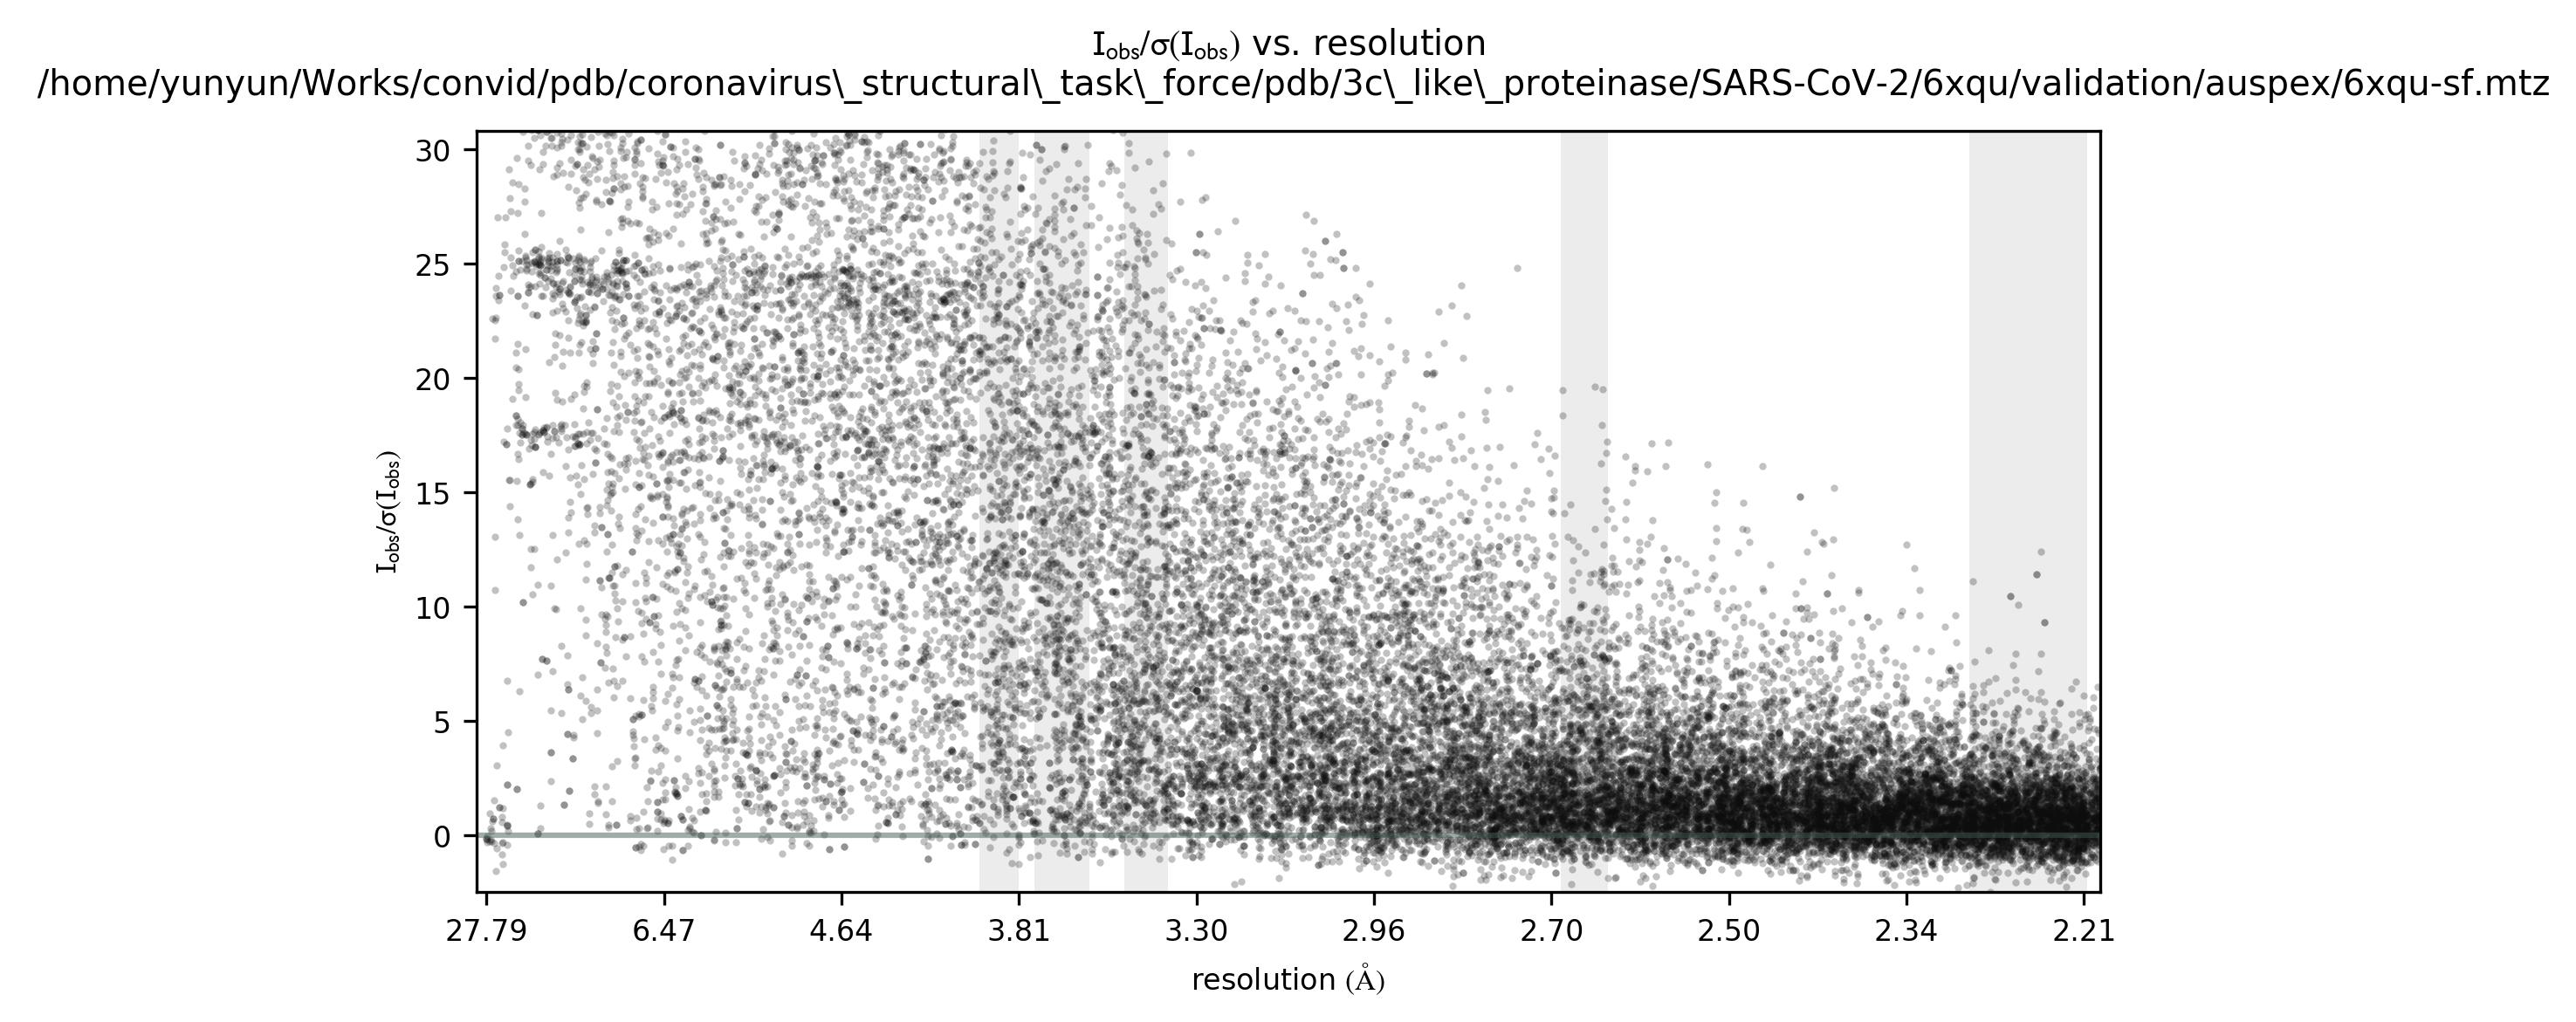 Iobs/σ(Iobs) vs. resolution
/home/yunyun/Works/convid/pdb/coronavirus\_structural\_task\_force/pdb/3c\_like\_proteinase/SARS-CoV-2/6xqu/validation/auspex/6xqu-sf.mtz
30
25
20
15
10
5
0
Iobs/σ(Iobs)
27.79 6.47 4.64 3.81 3.30 2.96 2.70 2.50 2.34 2.21
resolution (Å)